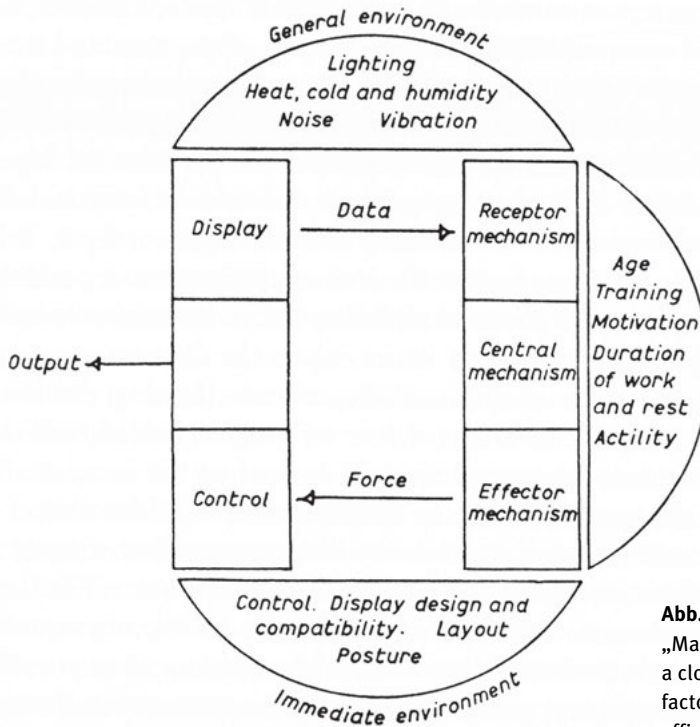 General environment
Lighting
Heat, cold and humidity
Noise Vibration
Display
Data
Receptor
mechanism
Age
Training
Motivation
Duration
of work
and rest
Actility
Output
Central
mechanism
Control
Force
Effector
mechanism
Control. Display design and
compatibility. Layout
Posture
Immediate environment
Abb.
„Ma
a clo
facto